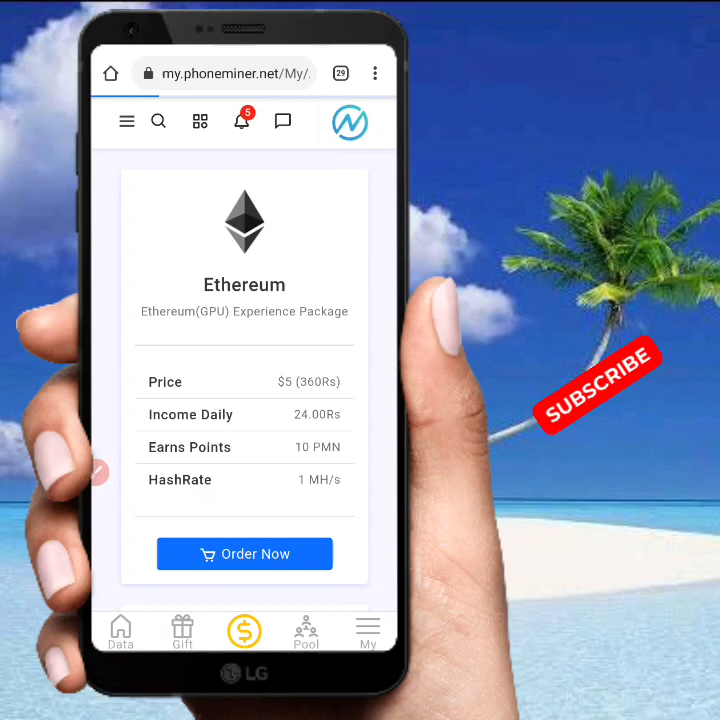 29
my.phoneminer.net/My/.
5
Ethereum
Ethereum(GPU) Experience Package
Price $5 (360Rs)
Income Daily 24.00Rs
Earns Points 10 PMN
HashRate 1 MH/s
Order Now
Data Gift Pool My
LG
SUBSCRIBE